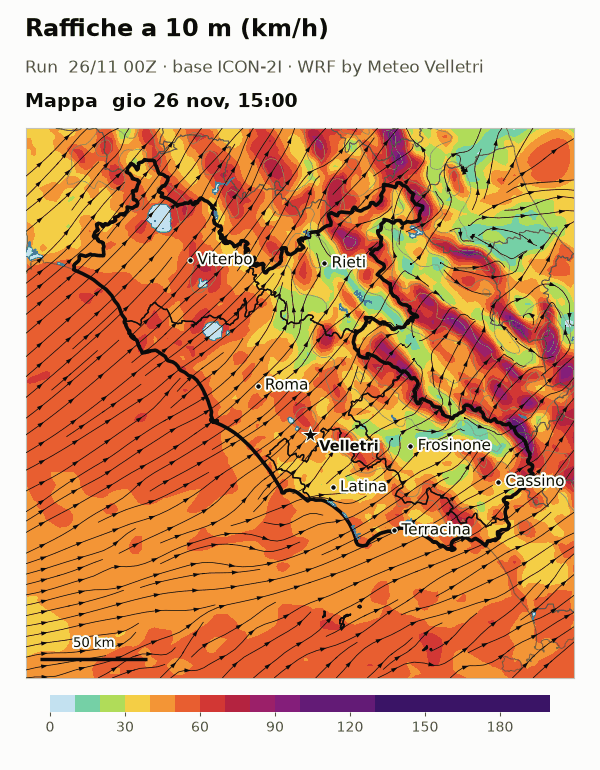 Raffiche a 10 m (km/h)
Run  26/11 00Z · base ICON-2I · WRF by Meteo Velletri
Mappa  gio 26 nov, 15:00
Viterbo
Rieti
Roma
Velletri
Frosinone
Cassino
Latina
Terracina
50 km
0 30 60 90 120 150 180